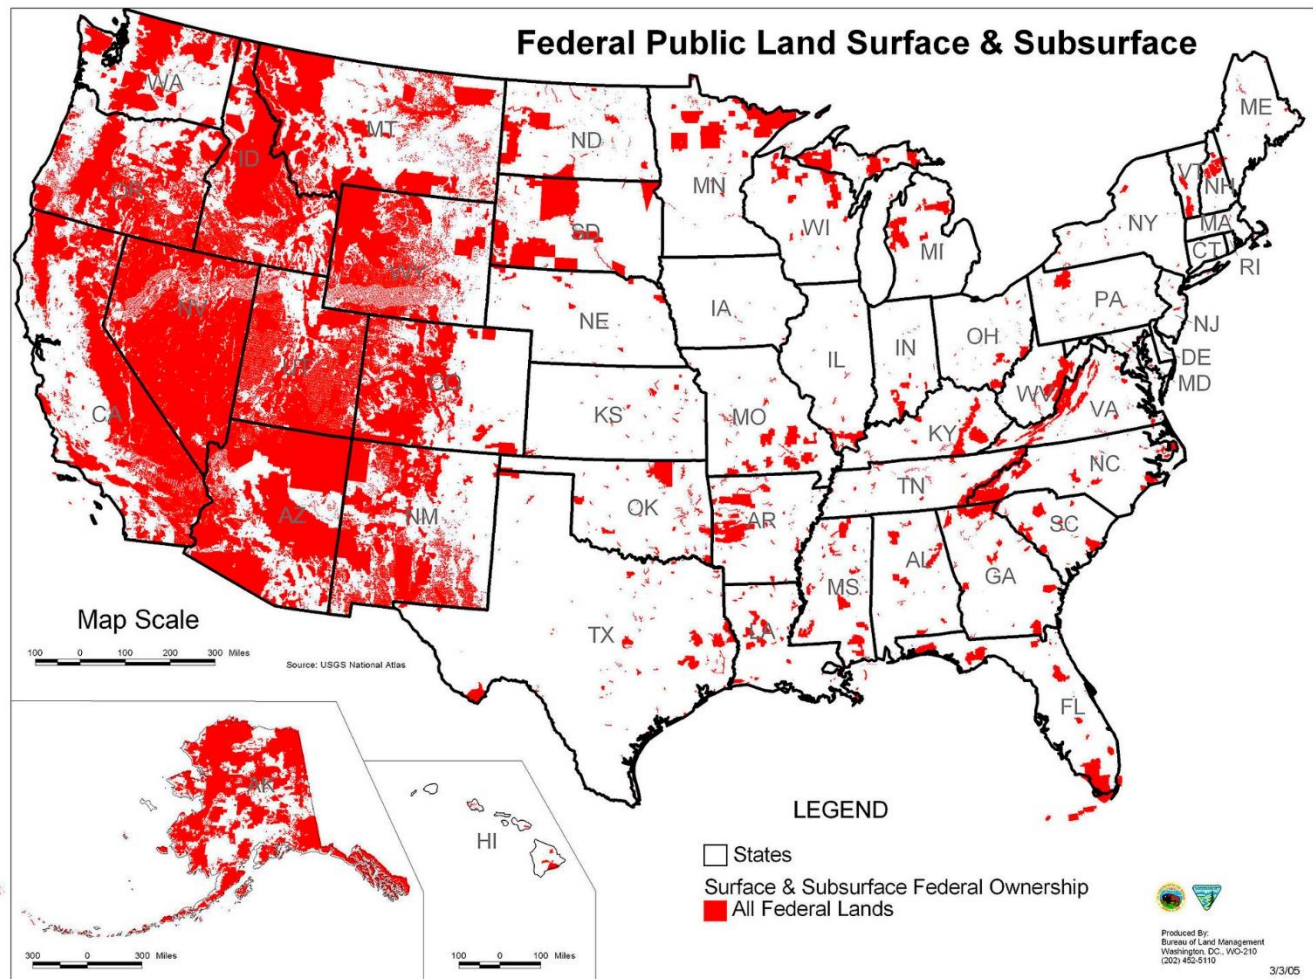 Federal Public Land Surface & Subsurface
WA
MT
ND
MN
ME
ID
OR
VT
NH
SD
WI
NY
MA
WY
MI
CT
RI
NV
IA
PA
NE
NJ
UT
IL
IN
OH
DE
MD
CO
WV
CA
KS
MO
VA
KY
NC
TN
AZ
NM
OK
AR
SC
MS
AL
GA
Map Scale
TX
LA
100 0 100 300 Miles
Source: USGS National Atlas
FL
AK
LEGEND
HI
States
Surface & Subsurface Federal Ownership
All Federal Lands
Produced By:
Bureau of Land Management
Washington, DC., WO-210
(202) 452-5110
300 0 300 Miles
100 0 100 Miles
3/3/05